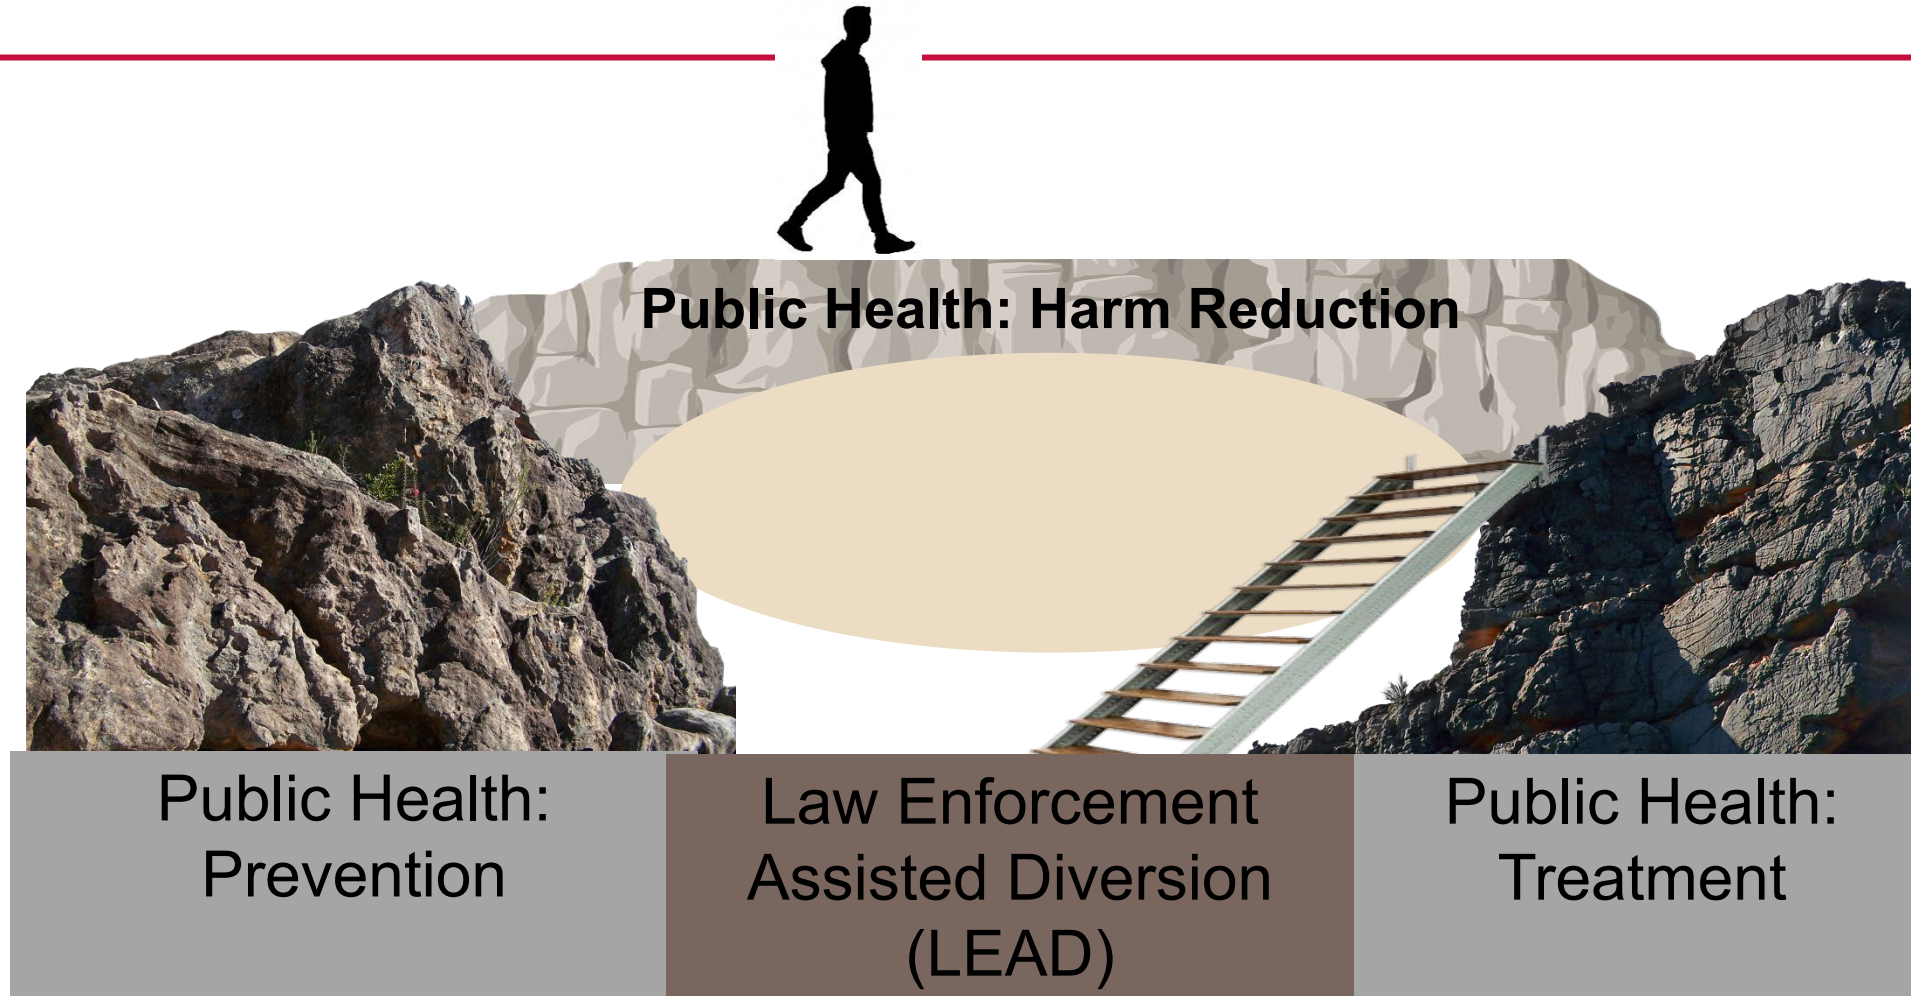 Public Health: Harm Reduction
Public Health:
Prevention
Law Enforcement
Assisted Diversion
(LEAD)
Public Health:
Treatment